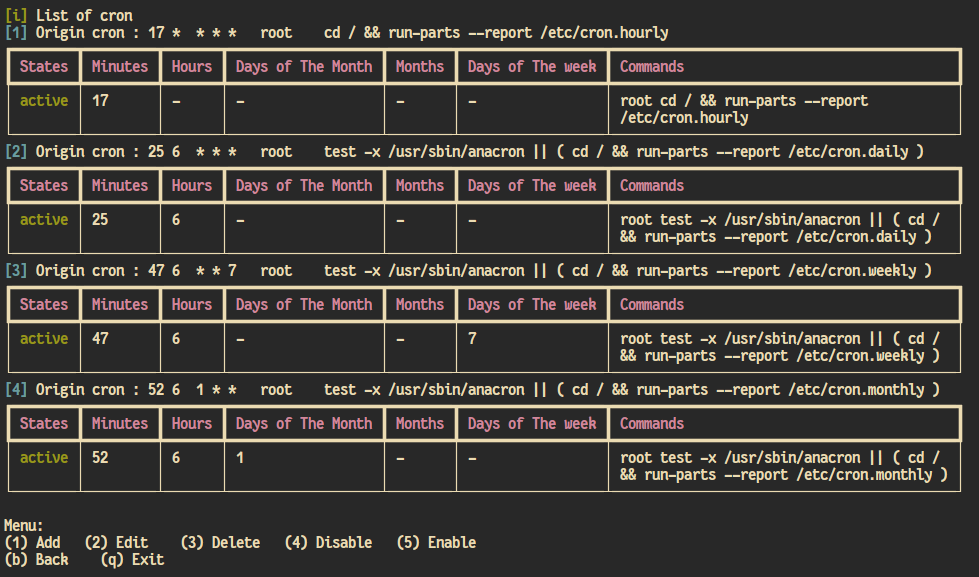 [i] List of cron
[1] Origin cron : 17 *  * * *   root    cd / && run-parts --report /etc/cron.hourly
States Minutes Hours Days of The Month Months Days of The week Commands
active 17 – – – – root cd / && run-parts --report
/etc/cron.hourly
[2] Origin cron : 25 6  * * *   root    test -x /usr/sbin/anacron || ( cd / && run-parts --report /etc/cron.daily )
States Minutes Hours Days of The Month Months Days of The week Commands
active 25 6 – – – root test -x /usr/sbin/anacron || ( cd /
&& run-parts --report /etc/cron.daily )
[3] Origin cron : 47 6  * * 7   root    test -x /usr/sbin/anacron || ( cd / && run-parts --report /etc/cron.weekly )
States Minutes Hours Days of The Month Months Days of The week Commands
active 47 6 – – 7 root test -x /usr/sbin/anacron || ( cd /
&& run-parts --report /etc/cron.weekly )
[4] Origin cron : 52 6  1 * *   root    test -x /usr/sbin/anacron || ( cd / && run-parts --report /etc/cron.monthly )
States Minutes Hours Days of The Month Months Days of The week Commands
active 52 6 1 – – root test -x /usr/sbin/anacron || ( cd /
&& run-parts --report /etc/cron.monthly )
Menu:
(1) Add   (2) Edit    (3) Delete   (4) Disable   (5) Enable
(b) Back    (q) Exit